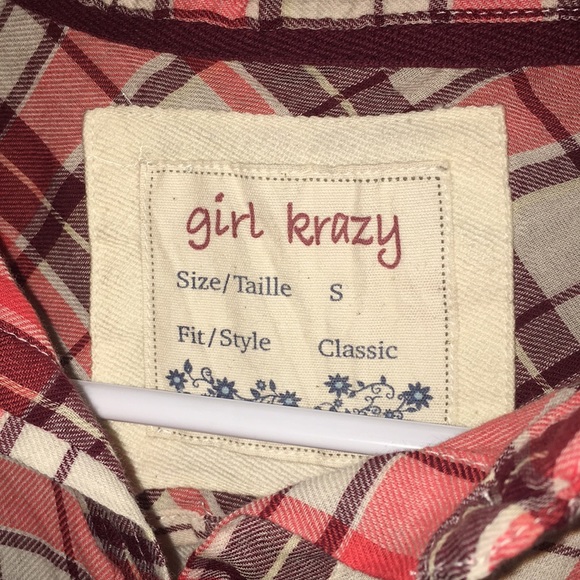 girl krazy
Size/Taille S
Fit/Style Classic